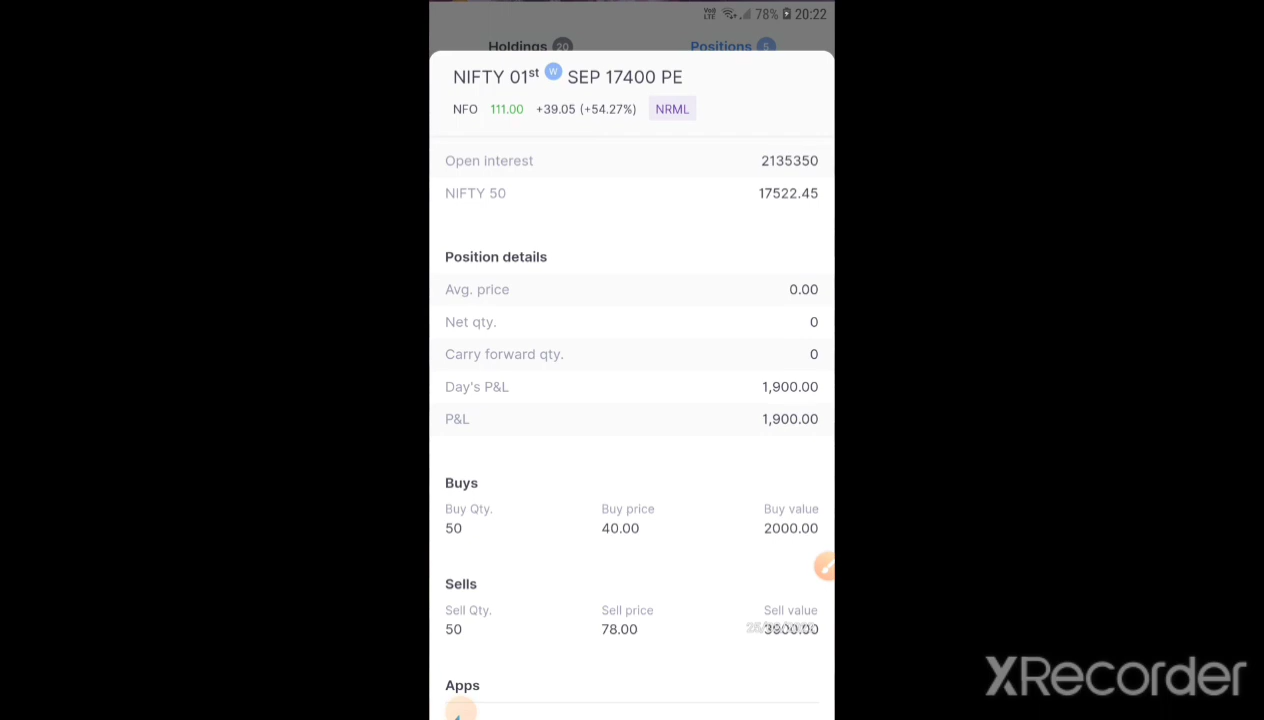 VoD LTE 78% 20:22
Holdings 20 Positions 5
NIFTY 01st W SEP 17400 PE
NFO 111.00 +39.05 (+54.27%) NRML
Open interest 2135350
NIFTY 50 17522.45
Position details
Avg. price 0.00
Net qty. 0
Carry forward qty. 0
Day's P&L 1,900.00
P&L 1,900.00
Buys
Buy Qty. Buy price Buy value
50 40.00 2000.00
Sells
Sell Qty. Sell price Sell value
50 78.00 3900.00
Apps
XRecorder